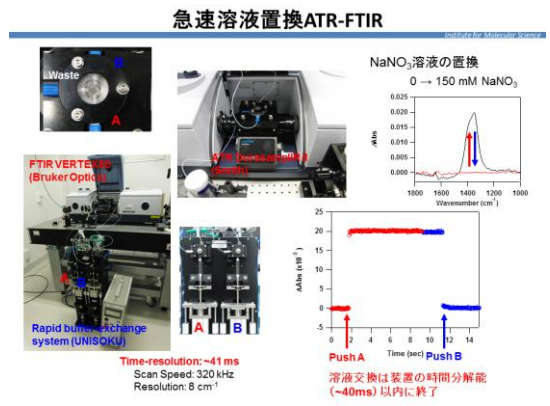 急速溶液置換ATR-FTIR
Institute for Molecular Science
Waste
B
A
FTIR VERTEX80
(Bruker Optics)
A
B
Rapid buffer-exchange
system (UNISOKU)
A
B
Time-resolution: ~41 ms
Scan Speed: 320 kHz
Resolution: 8 cm⁻¹
NaNO₃溶液の置換
0 → 150 mM NaNO₃
0.025
0.020
0.015
0.010
0.005
0.000
ΔAbs
1800
1600
1400
1200
1000
Wavenumber (cm⁻¹)
25
20
15
10
5
0
-5
ΔAbs (x10⁻³)
0
2
4
6
8
10
12
14
Push A
Time (sec)
Push B
溶液交換は装置の時間分解能
(~40ms) 以内に終了